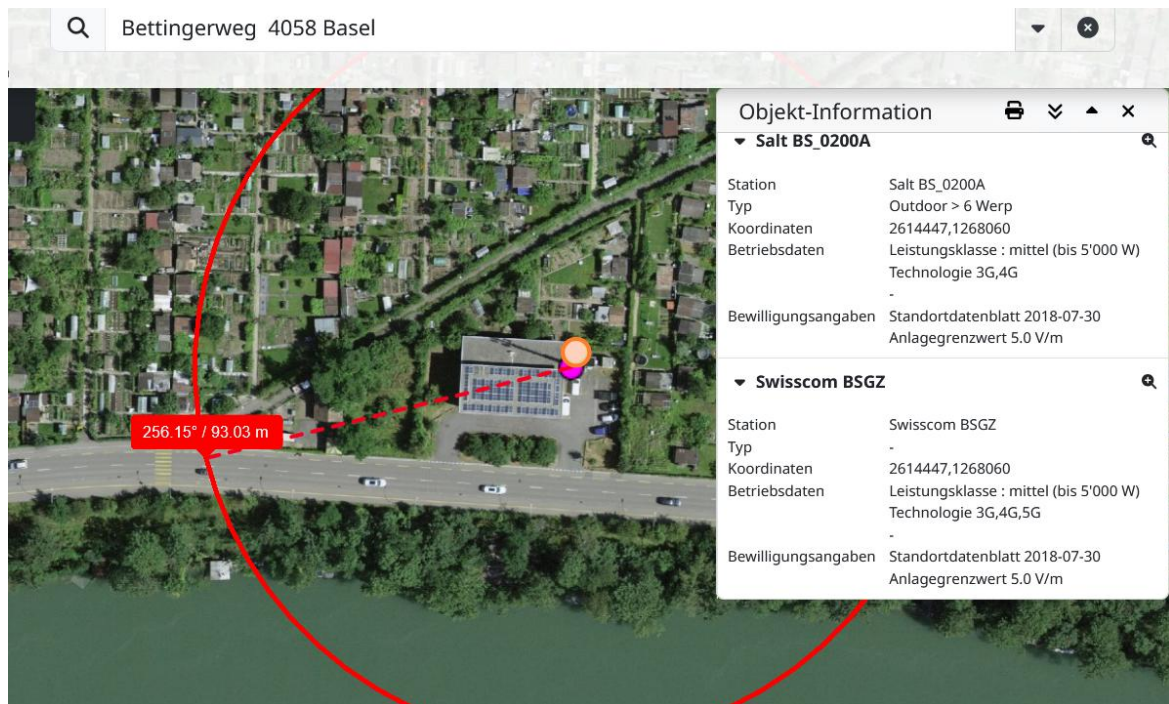 Bettingerweg 4058 Basel
Objekt-Information
Salt BS_0200A
Station Salt BS_0200A
Typ Outdoor > 6 Werp
Koordinaten 2614447,1268060
Betriebsdaten Leistungsklasse : mittel (bis 5'000 W)
Technologie 3G,4G
-
Bewilligungsangaben Standortdatenblatt 2018-07-30
Anlagegrenzwert 5.0 V/m
Swisscom BSGZ
Station Swisscom BSGZ
Typ -
Koordinaten 2614447,1268060
Betriebsdaten Leistungsklasse : mittel (bis 5'000 W)
Technologie 3G,4G,5G
-
Bewilligungsangaben Standortdatenblatt 2018-07-30
Anlagegrenzwert 5.0 V/m
256.15° / 93.03 m